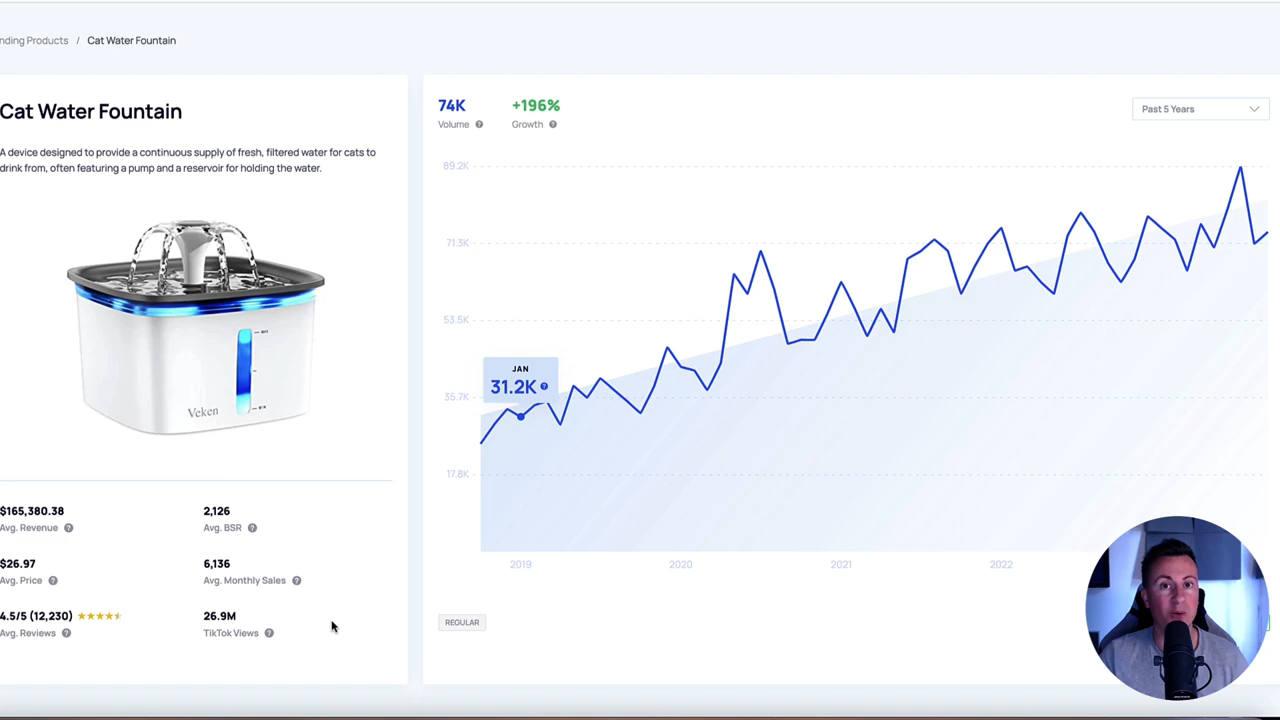 nding Products / Cat Water Fountain
Cat Water Fountain
A device designed to provide a continuous supply of fresh, filtered water for cats to
drink from, often featuring a pump and a reservoir for holding the water.
Veken
$165,380.38
Avg. Revenue ?
2,126
Avg. BSR ?
$26.97
Avg. Price ?
6,136
Avg. Monthly Sales ?
4.5/5 (12,230)
Avg. Reviews ?
26.9M
TikTok Views ?
74K
Volume ?
+196%
Growth ?
Past 5 Years
89.2K
71.3K
53.5K
35.7K
17.8K
JAN
31.2K ?
2019 2020 2021 2022
REGULAR